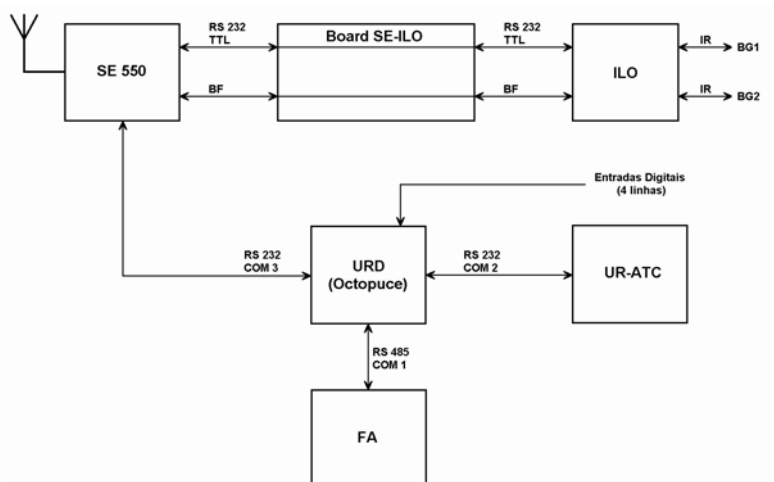 RS 232
TTL
BF
SE 550
Board SE-ILO
RS 232
TTL
BF
ILO
IR
BG1
IR
BG2
Entradas Digitais
(4 linhas)
RS 232
COM 3
URD
(Octopuce)
RS 232
COM 2
UR-ATC
RS 485
COM 1
FA